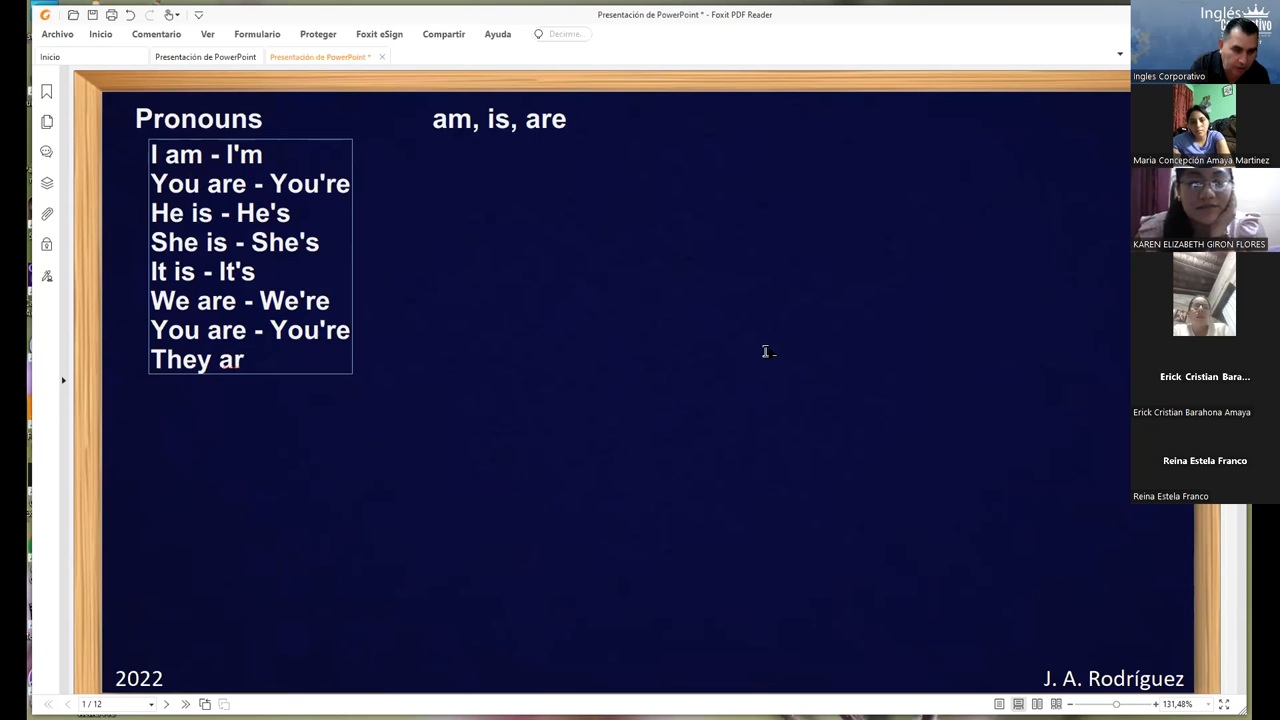 Presentación de PowerPoint * - Foxit PDF Reader
Archivo Inicio Comentario Ver Formulario Proteger Foxit eSign Compartir Ayuda Decirme...
Inicio Presentación de PowerPoint Presentación de PowerPoint *
Pronouns am, is, are
I am - I'm
You are - You're
He is - He's
She is - She's
It is - It's
We are - We're
You are - You're
They ar
2022
J. A. Rodríguez
1 / 12
131,48%
Inglés
Corporativo
Ingles Corporativo
Maria Concepción Amaya Martinez
KAREN ELIZABETH GIRON FLORES
Erick Cristian Bara...
Erick Cristian Barahona Amaya
Reina Estela Franco
Reina Estela Franco